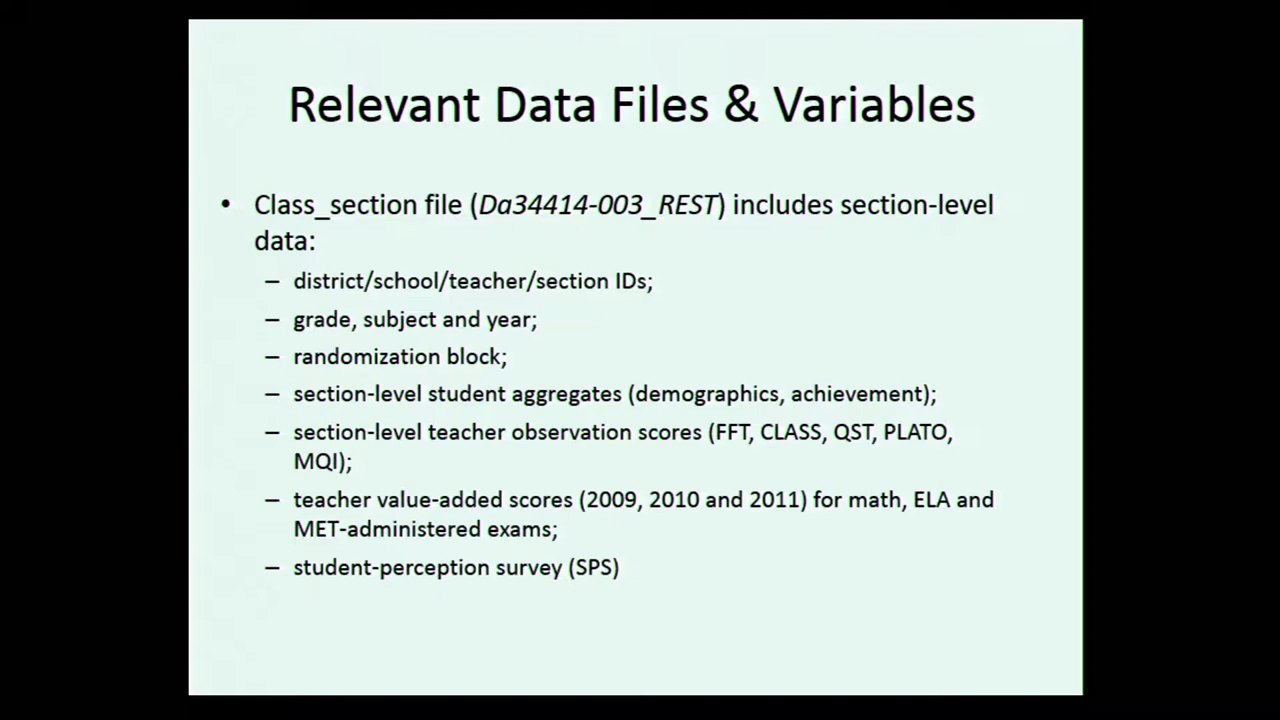 Relevant Data Files & Variables
• Class_section file (Da34414-003_REST) includes section-level
data:
– district/school/teacher/section IDs;
– grade, subject and year;
– randomization block;
– section-level student aggregates (demographics, achievement);
– section-level teacher observation scores (FFT, CLASS, QST, PLATO,
MQI);
– teacher value-added scores (2009, 2010 and 2011) for math, ELA and
MET-administered exams;
– student-perception survey (SPS)